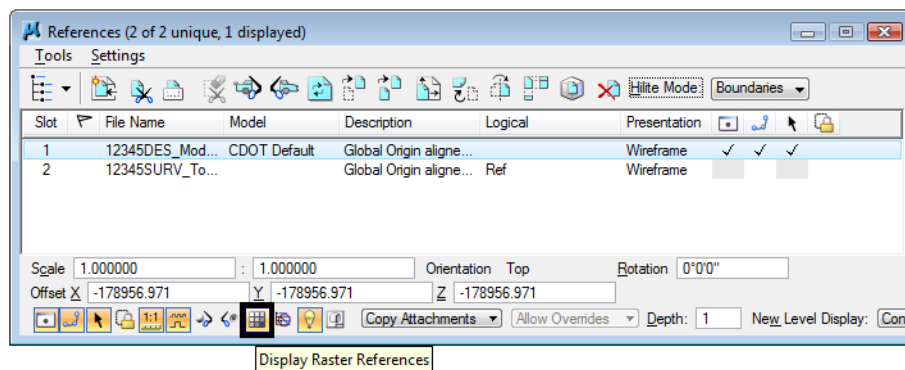 References (2 of 2 unique, 1 displayed)
Tools Settings
Hilite Mode: Boundaries
Slot File Name Model Description Logical Presentation
1 12345DES_Mod... CDOT Default Global Origin aligne... Wireframe
2 12345SURV_To... Global Origin aligne... Ref Wireframe
Scale 1.000000 : 1.000000 Orientation Top Rotation 0°0'0"
Offset X -178956.971 Y -178956.971 Z -178956.971
1:1 Copy Attachments Allow Overrides Depth: 1 New Level Display: Con
Display Raster References